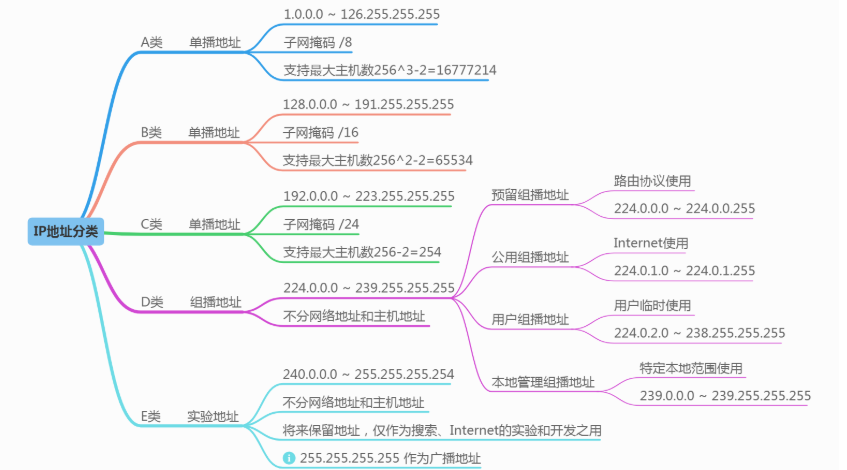 IP地址分类
A类
单播地址
1.0.0.0 ~ 126.255.255.255
子网掩码 /8
支持最大主机数256^3-2=16777214
B类
单播地址
128.0.0.0 ~ 191.255.255.255
子网掩码 /16
支持最大主机数256^2-2=65534
C类
单播地址
192.0.0.0 ~ 223.255.255.255
子网掩码 /24
支持最大主机数256-2=254
D类
组播地址
224.0.0.0 ~ 239.255.255.255
预留组播地址
路由协议使用
224.0.0.0 ~ 224.0.0.255
公用组播地址
Internet使用
224.0.1.0 ~ 224.0.1.255
用户组播地址
用户临时使用
224.0.2.0 ~ 238.255.255.255
本地管理组播地址
特定本地范围使用
239.0.0.0 ~ 239.255.255.255
不分网络地址和主机地址
E类
实验地址
240.0.0.0 ~ 255.255.255.254
不分网络地址和主机地址
将来保留地址，仅作为搜索、Internet的实验和开发之用
255.255.255.255 作为广播地址